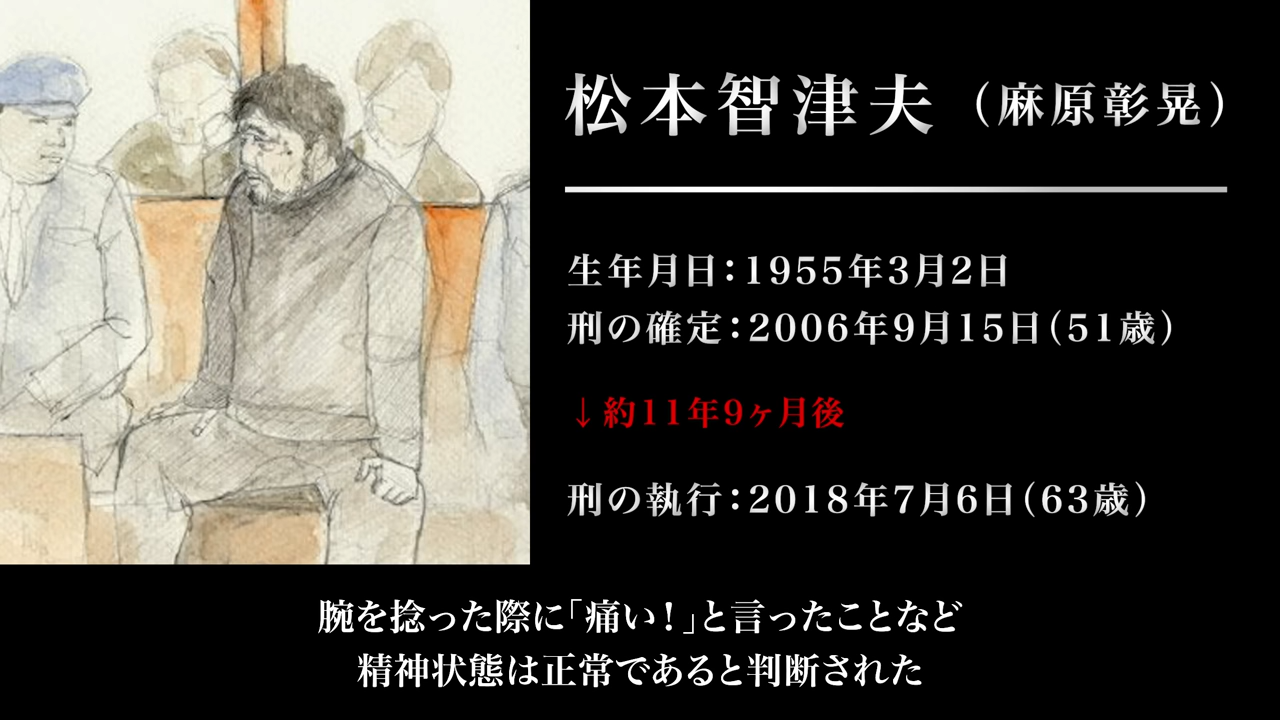 松本智津夫（麻原彰晃）
生年月日：1955年3月2日
刑の確定：2006年9月15日（51歳）
↓約11年9ヶ月後
刑の執行：2018年7月6日（63歳）
腕を捻った際に「痛い！」と言ったことなど
精神状態は正常であると判断された